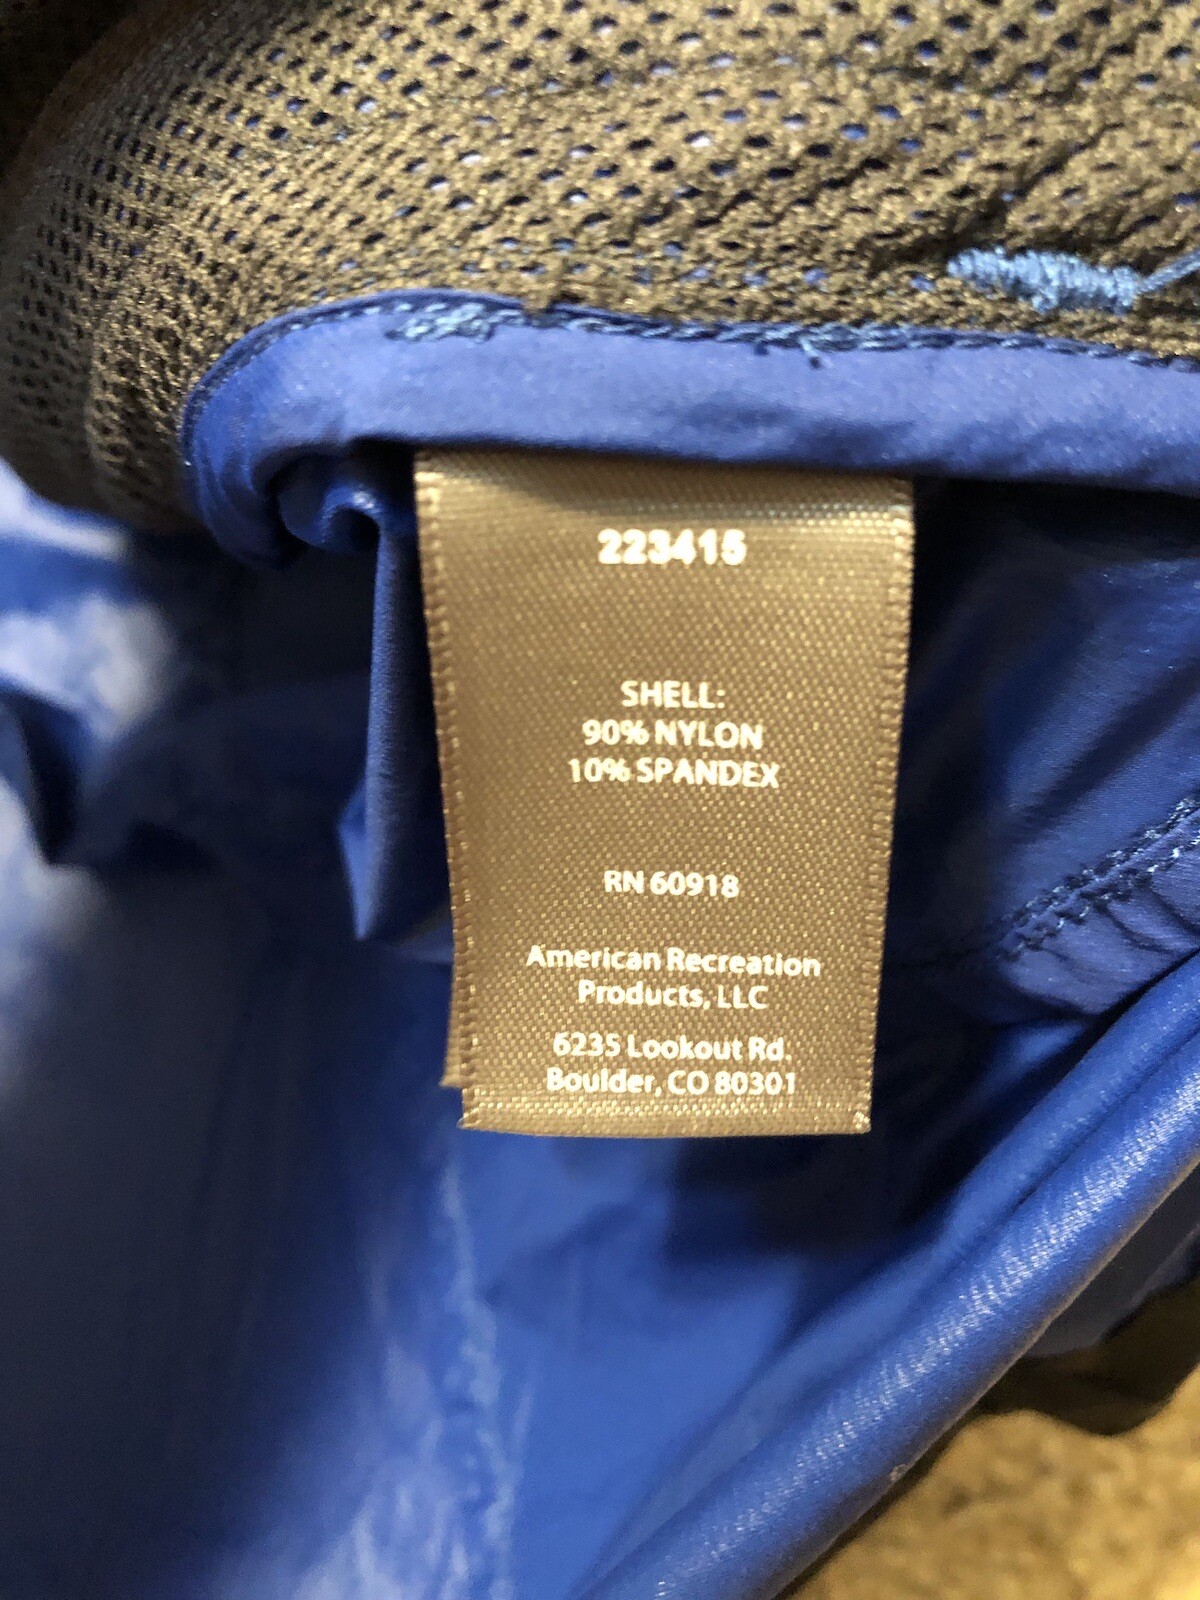 223415
SHELL:
90% NYLON
10% SPANDEX
RN 60918
American Recreation
Products, LLC
6235 Lookout Rd.
Boulder, CO 80301